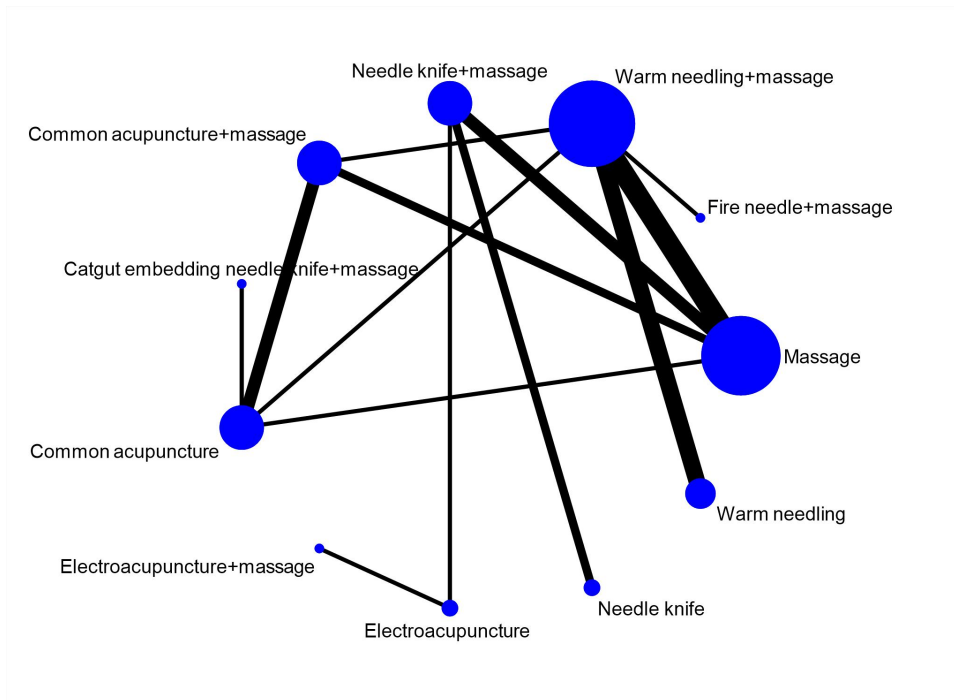 Needle knife+massage
Warm needling+massage
Common acupuncture+massage
Fire needle+massage
Catgut embedding needle knife+massage
Massage
Common acupuncture
Warm needling
Electroacupuncture+massage
Needle knife
Electroacupuncture